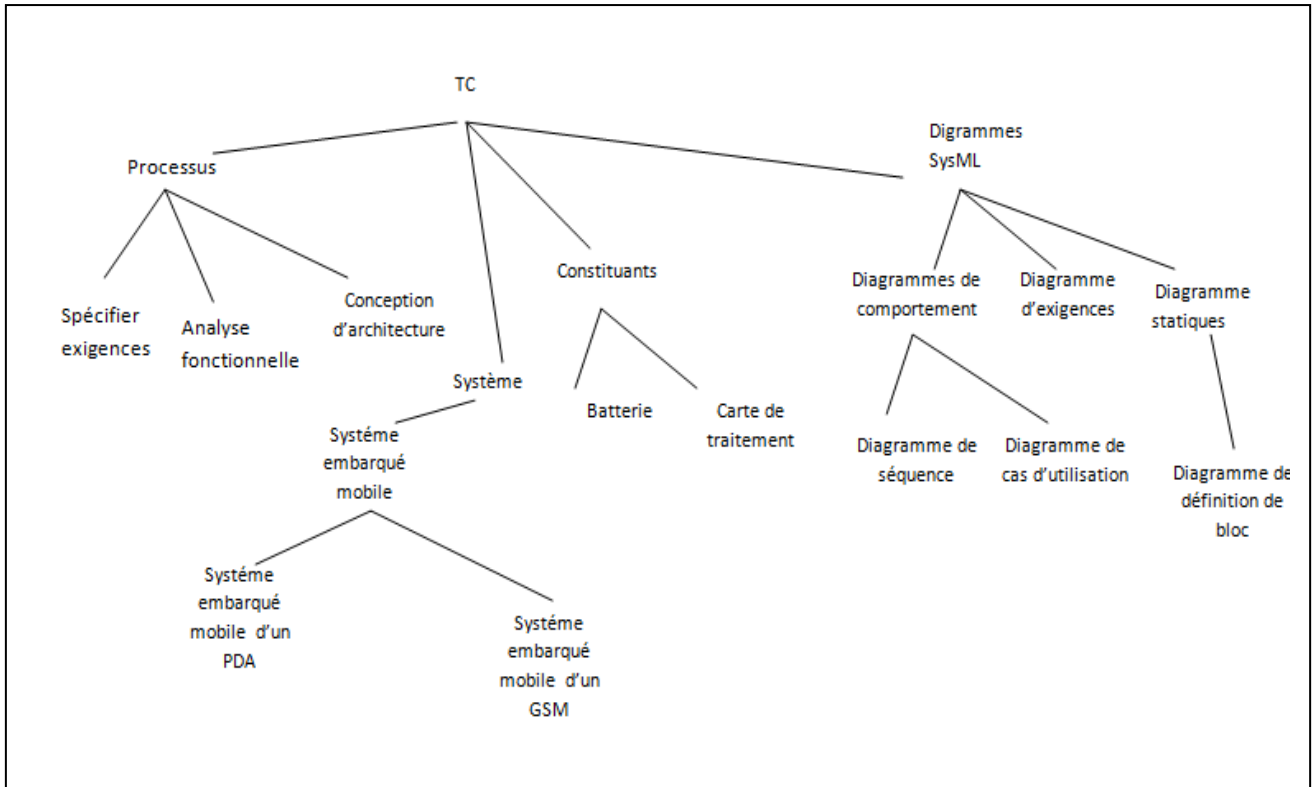 TC
Digrammes
SysML
Processus
Constituants
Diagrammes de
comportement
Diagramme
d'exigences
Diagramme
statiques
Spécifier
exigences
Analyse
fonctionnelle
Conception
d'architecture
Système
Batterie
Carte de
traitement
Systéme
embarqué
mobile
Diagramme de
séquence
Diagramme de
cas d'utilisation
Diagramme de
définition de
bloc
Systéme
embarqué
mobile d'un
PDA
Systéme
embarqué
mobile d'un
GSM